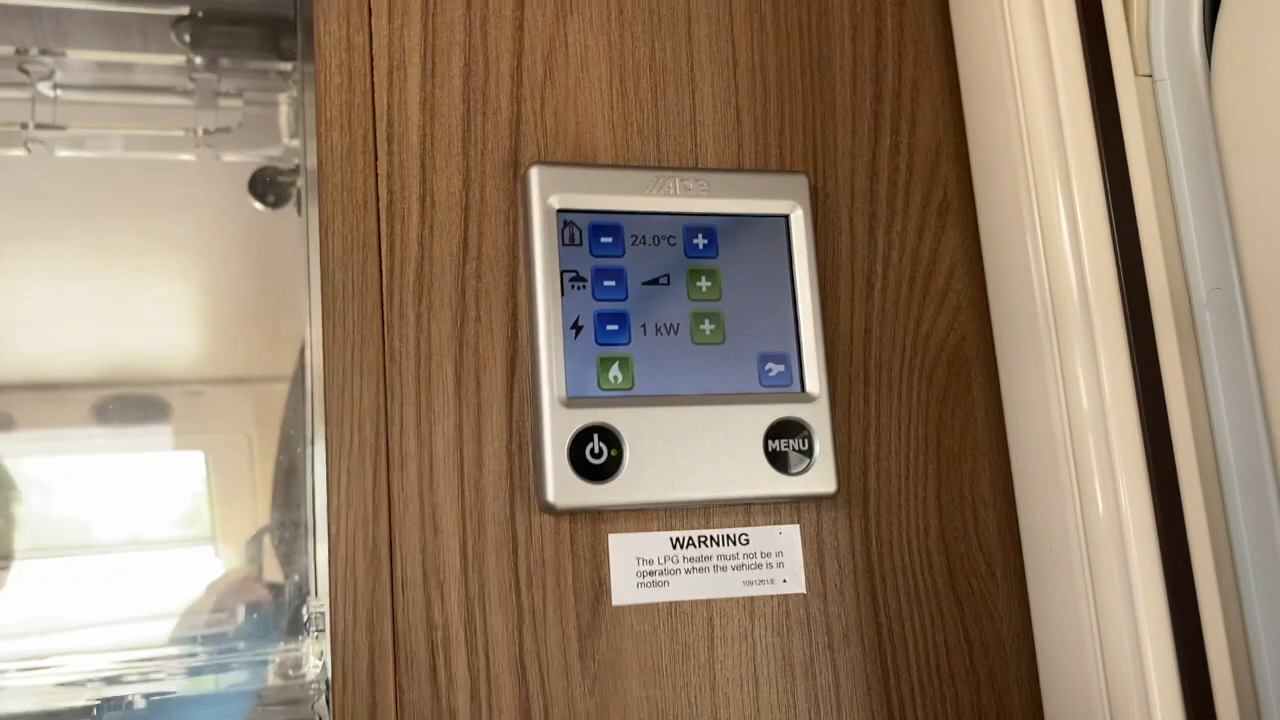 Alde
- 24.0°C +
- +
- 1 kW +
MENU
WARNING
The LPG heater must not be in
operation when the vehicle is in
motion
1091201/E